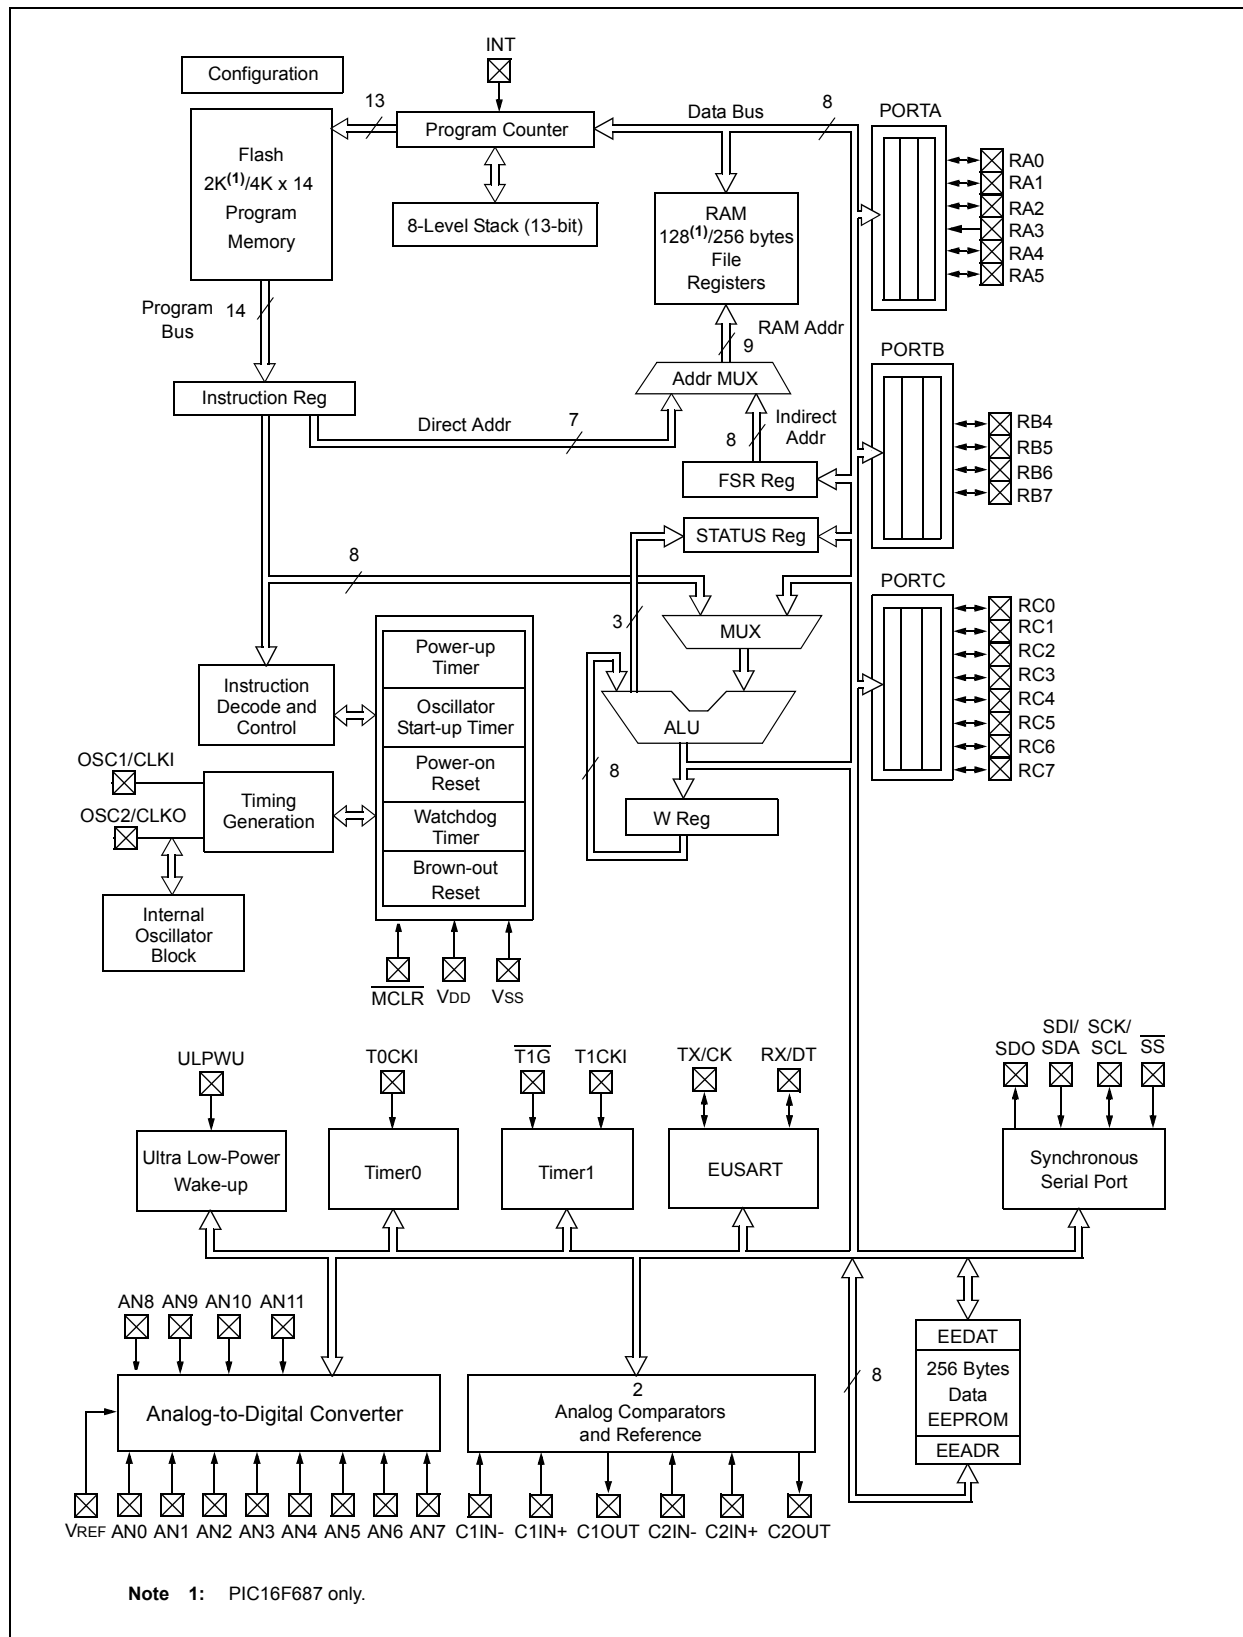 INT
Configuration
13
Program Counter
Data Bus
8
PORTA
Flash
2K(1)/4K x 14
Program
Memory
8-Level Stack (13-bit)
RAM
128(1)/256 bytes
File
Registers
RA0
RA1
RA2
RA3
RA4
RA5
Program
Bus
14
RAM Addr
9
Addr MUX
PORTB
Instruction Reg
Direct Addr
7
Indirect
Addr
8
FSR Reg
RB4
RB5
RB6
RB7
STATUS Reg
8
3
MUX
PORTC
RC0
RC1
RC2
RC3
RC4
RC5
RC6
RC7
Instruction
Decode and
Control
Power-up
Timer
Oscillator
Start-up Timer
Power-on
Reset
Watchdog
Timer
Brown-out
Reset
ALU
8
W Reg
OSC1/CLKI
OSC2/CLKO
Timing
Generation
Internal
Oscillator
Block
MCLR
VDD
VSS
ULPWU
T0CKI
T1G
T1CKI
TX/CK
RX/DT
SDO
SDI/
SDA
SCK/
SCL
SS
Ultra Low-Power
Wake-up
Timer0
Timer1
EUSART
Synchronous
Serial Port
AN8
AN9
AN10
AN11
Analog-to-Digital Converter
2
Analog Comparators
and Reference
8
EEDAT
256 Bytes
Data
EEPROM
EEADR
VREF
AN0
AN1
AN2
AN3
AN4
AN5
AN6
AN7
C1IN-
C1IN+
C1OUT
C2IN-
C2IN+
C2OUT
Note 1: PIC16F687 only.